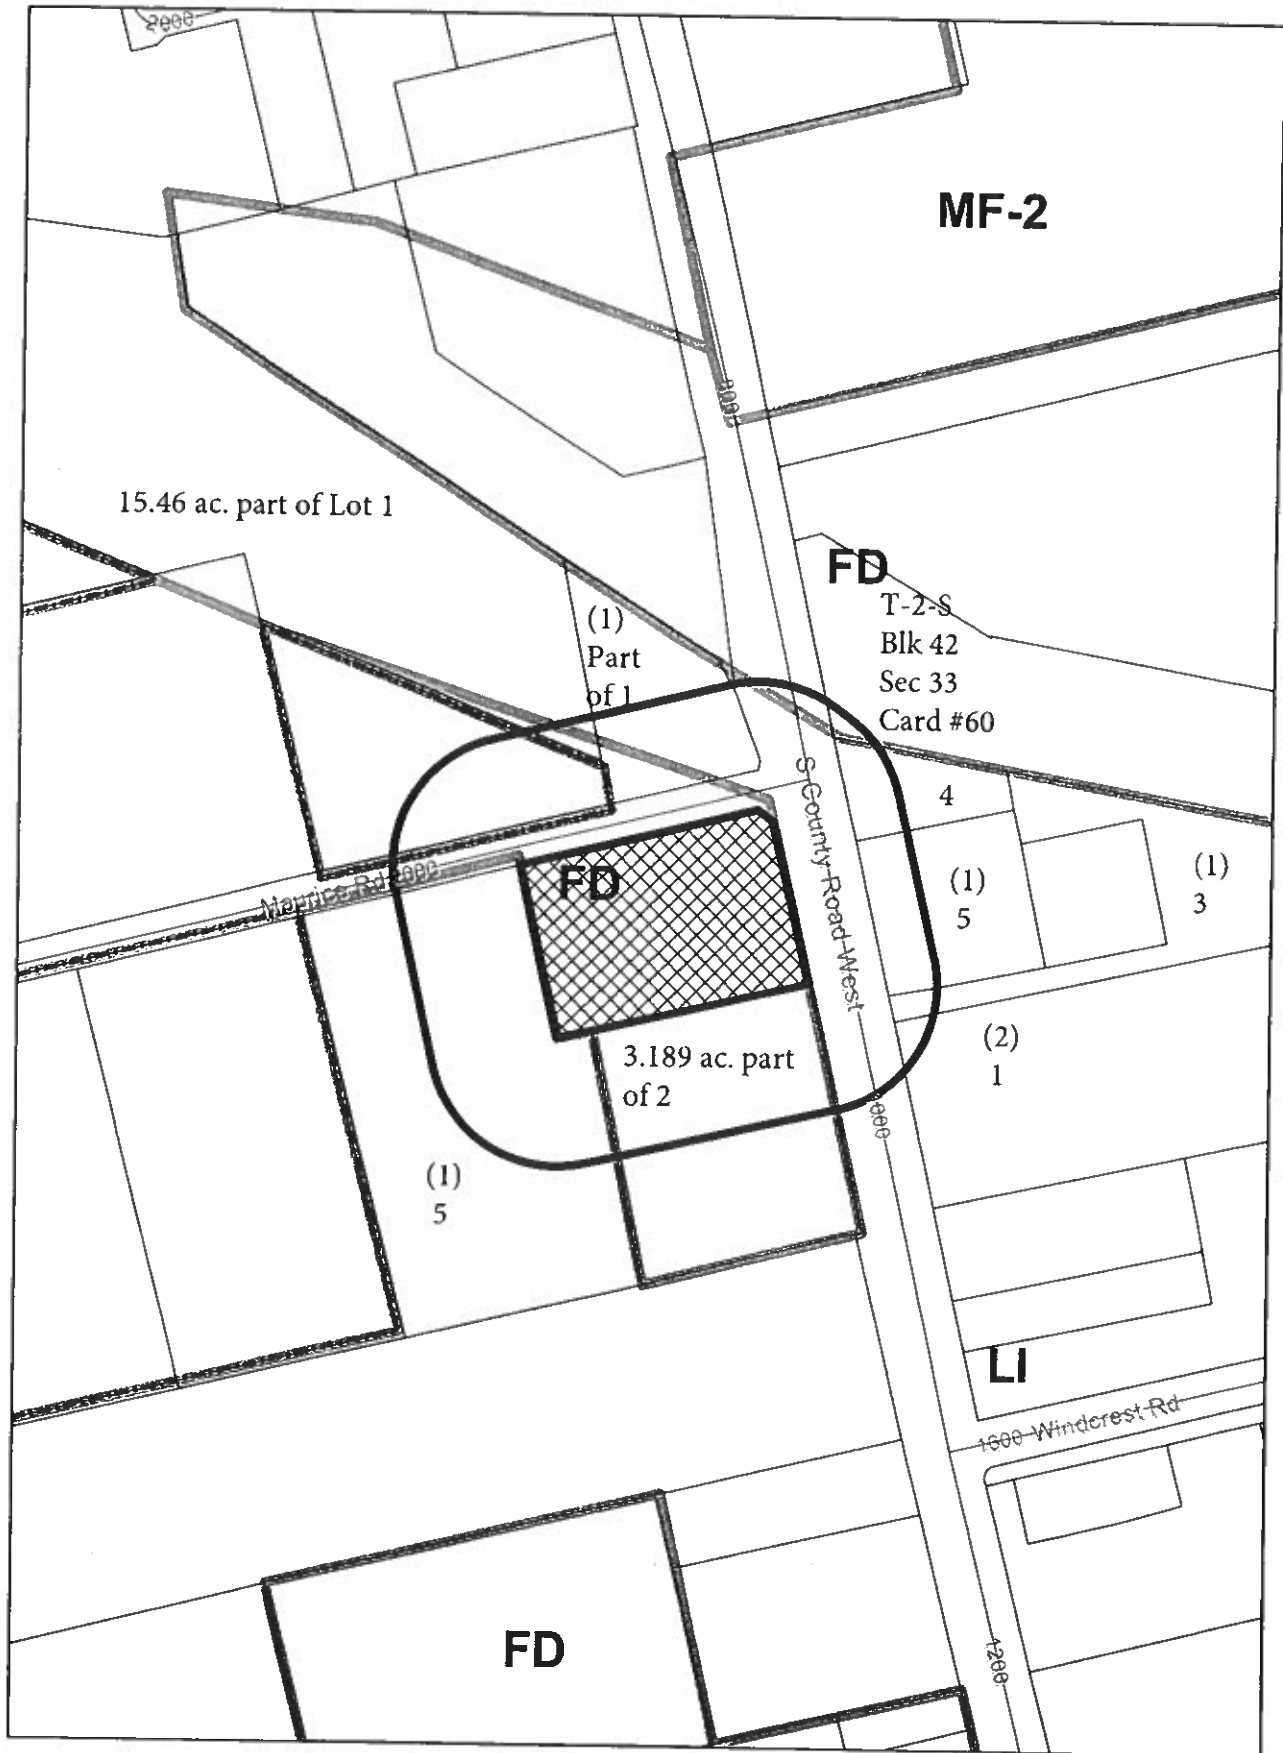 2000
MF-2
15.46 ac. part of Lot 1
FD
T-2-S
Blk 42
Sec 33
Card #60
(1)
Part
of 1
S County Road West
4
(1)
5
(1)
3
Maurice Rd 2000
FD
3.189 ac. part
of 2
(2)
1
(1)
5
LI
1600 Windcrest Rd
FD
1200